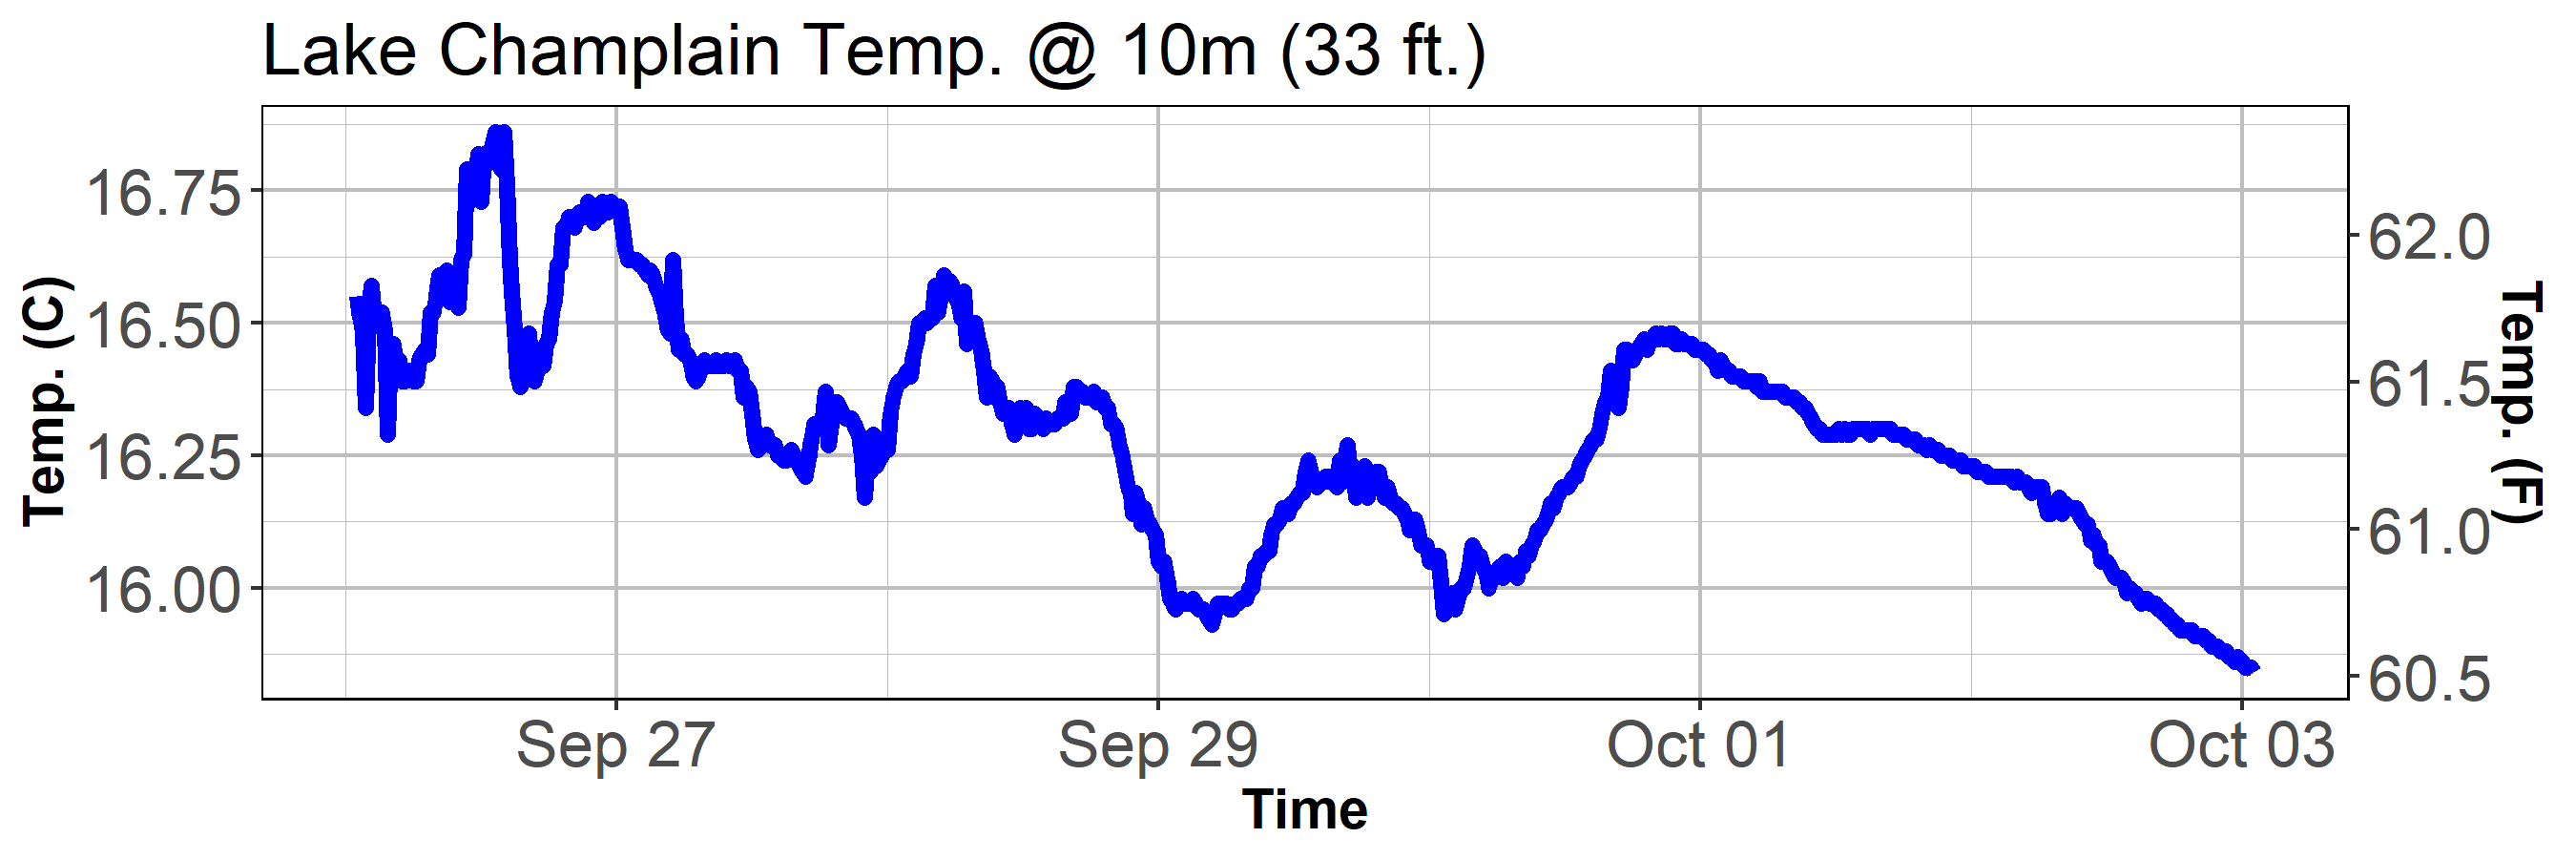 Lake Champlain Temp. @ 10m (33 ft.)
Temp. (C)
16.75
16.50
16.25
16.00
62.0
61.5
61.0
60.5
Temp. (F)
Sep 27
Sep 29
Oct 01
Oct 03
Time